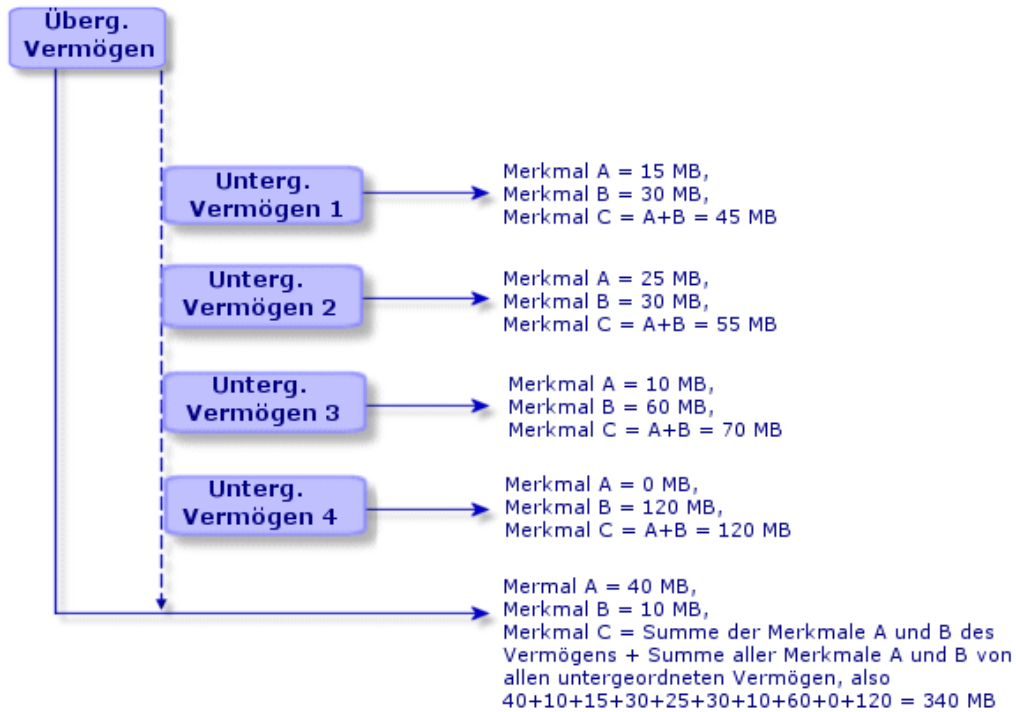 Überg.
Vermögen
Unterg.
Vermögen 1
Merkmal A = 15 MB,
Merkmal B = 30 MB,
Merkmal C = A+B = 45 MB
Unterg.
Vermögen 2
Merkmal A = 25 MB,
Merkmal B = 30 MB,
Merkmal C = A+B = 55 MB
Unterg.
Vermögen 3
Merkmal A = 10 MB,
Merkmal B = 60 MB,
Merkmal C = A+B = 70 MB
Unterg.
Vermögen 4
Merkmal A = 0 MB,
Merkmal B = 120 MB,
Merkmal C = A+B = 120 MB
Mermal A = 40 MB,
Merkmal B = 10 MB,
Merkmal C = Summe der Merkmale A und B des
Vermögens + Summe aller Merkmale A und B von
allen untergeordneten Vermögen, also
40+10+15+30+25+30+10+60+0+120 = 340 MB